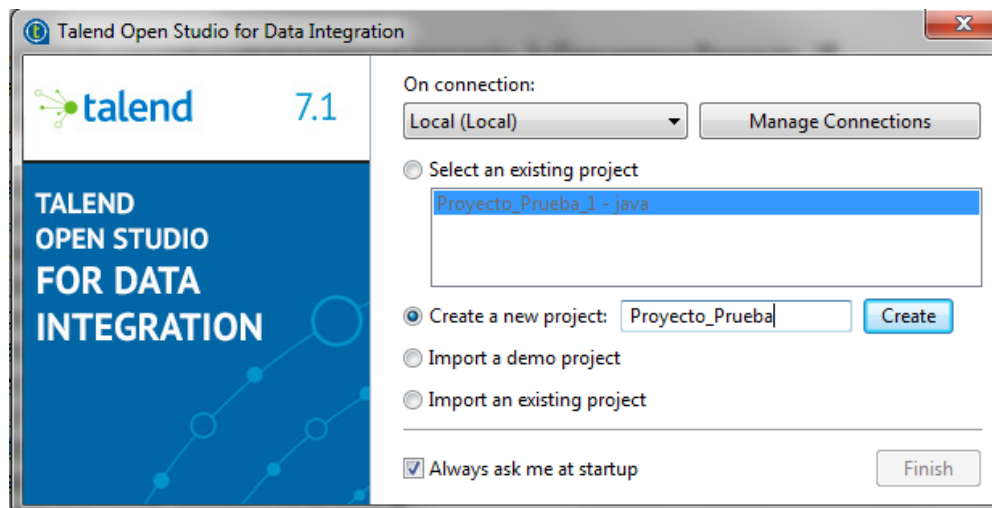 Talend Open Studio for Data Integration
talend 7.1
TALEND
OPEN STUDIO
FOR DATA
INTEGRATION
On connection:
Local (Local) Manage Connections
Select an existing project
Proyecto_Prueba_1 - java
Create a new project: Proyecto_Prueba Create
Import a demo project
Import an existing project
Always ask me at startup Finish